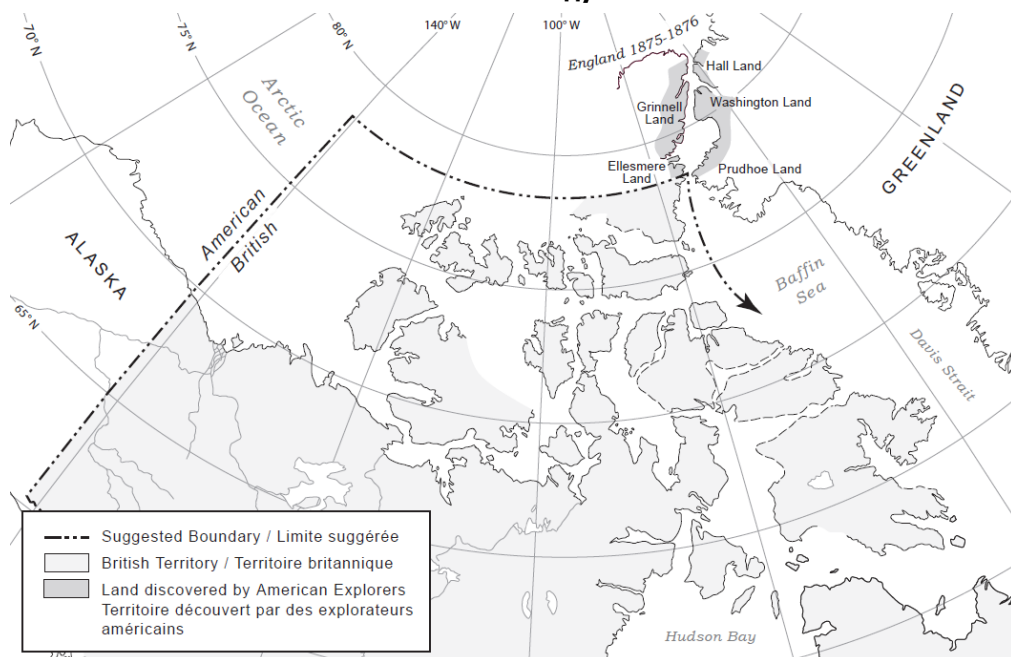 70° N
75° N
80° N
140° W
100° W
England 1875-1876
Hall Land
Arctic
Ocean
Grinnell
Land
Washington Land
GREENLAND
Ellesmere
Land
Prudhoe Land
American
British
ALASKA
Baffin
Sea
65° N
Davis Strait
Suggested Boundary / Limite suggérée
British Territory / Territoire britannique
Land discovered by American Explorers
Territoire découvert par des explorateurs
américains
Hudson Bay